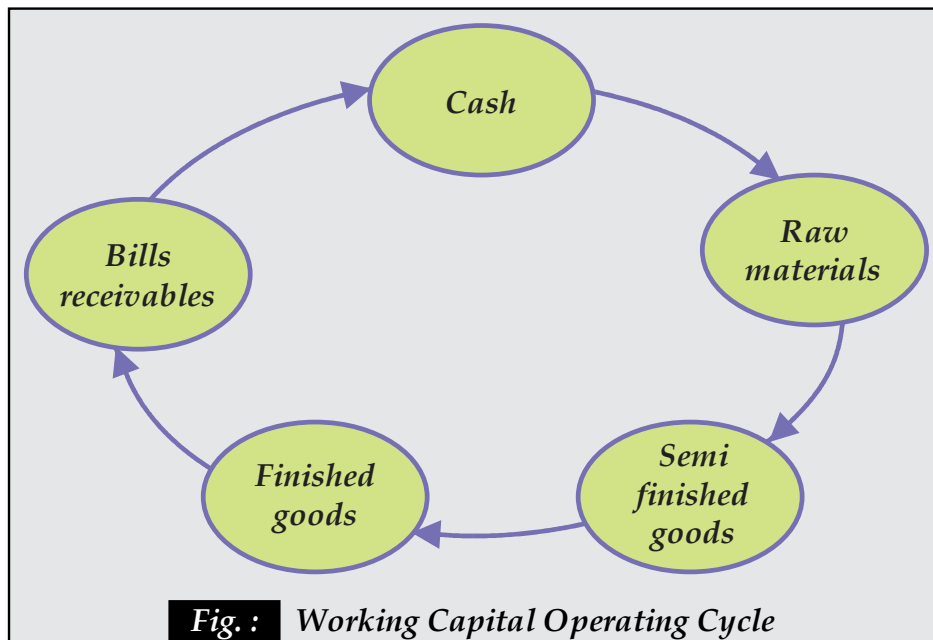 Cash
Raw
materials
Semi
finished
goods
Finished
goods
Bills
receivables
Fig. : Working Capital Operating Cycle